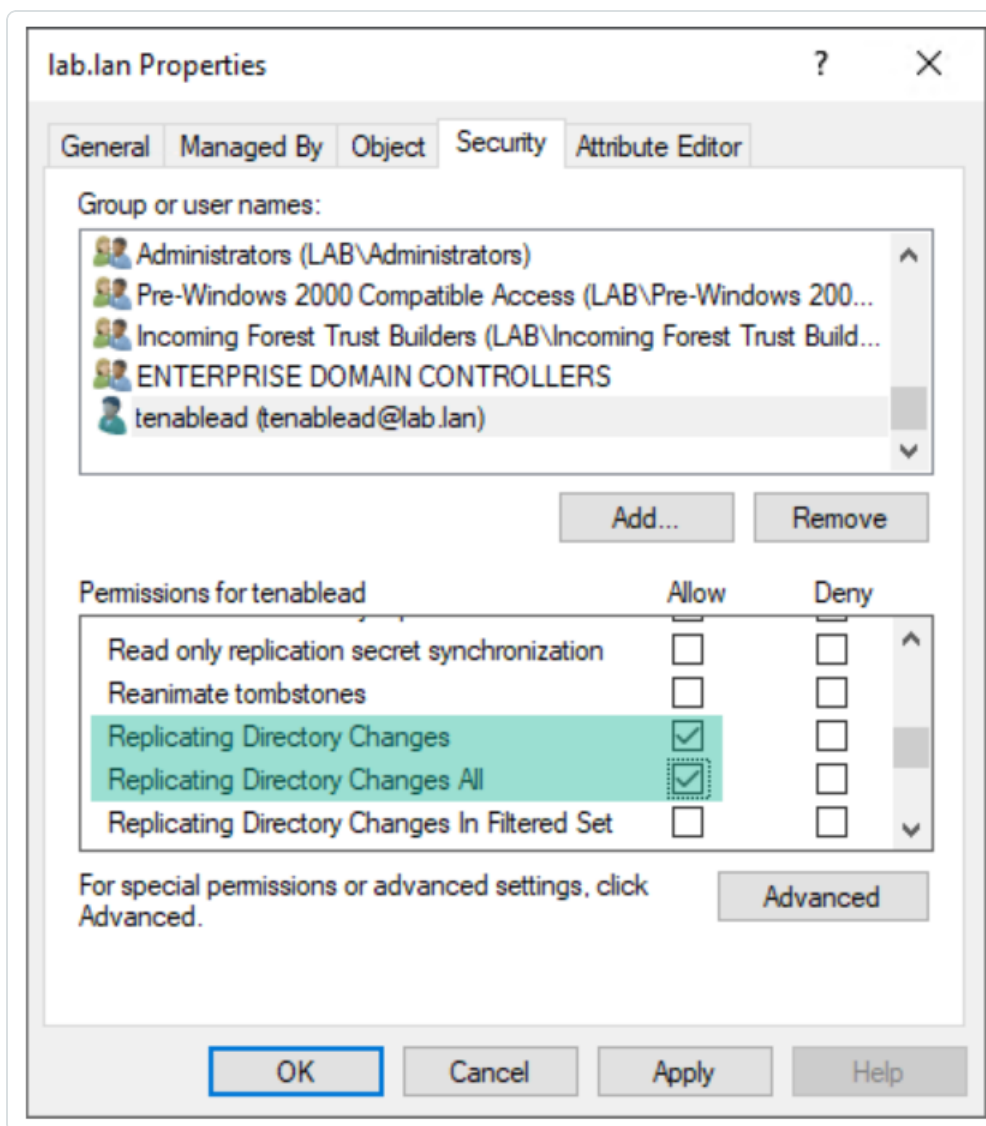 lab.lan Properties
?
General Managed By Object Security Attribute Editor
Group or user names:
Administrators (LAB\Administrators)
Pre-Windows 2000 Compatible Access (LAB\Pre-Windows 200...
Incoming Forest Trust Builders (LAB\Incoming Forest Trust Build...
ENTERPRISE DOMAIN CONTROLLERS
tenablead (tenablead@lab.lan)
Add... Remove
Permissions for tenablead Allow Deny
Read only replication secret synchronization
Reanimate tombstones
Replicating Directory Changes
Replicating Directory Changes All
Replicating Directory Changes In Filtered Set
For special permissions or advanced settings, click
Advanced.
Advanced
OK Cancel Apply Help